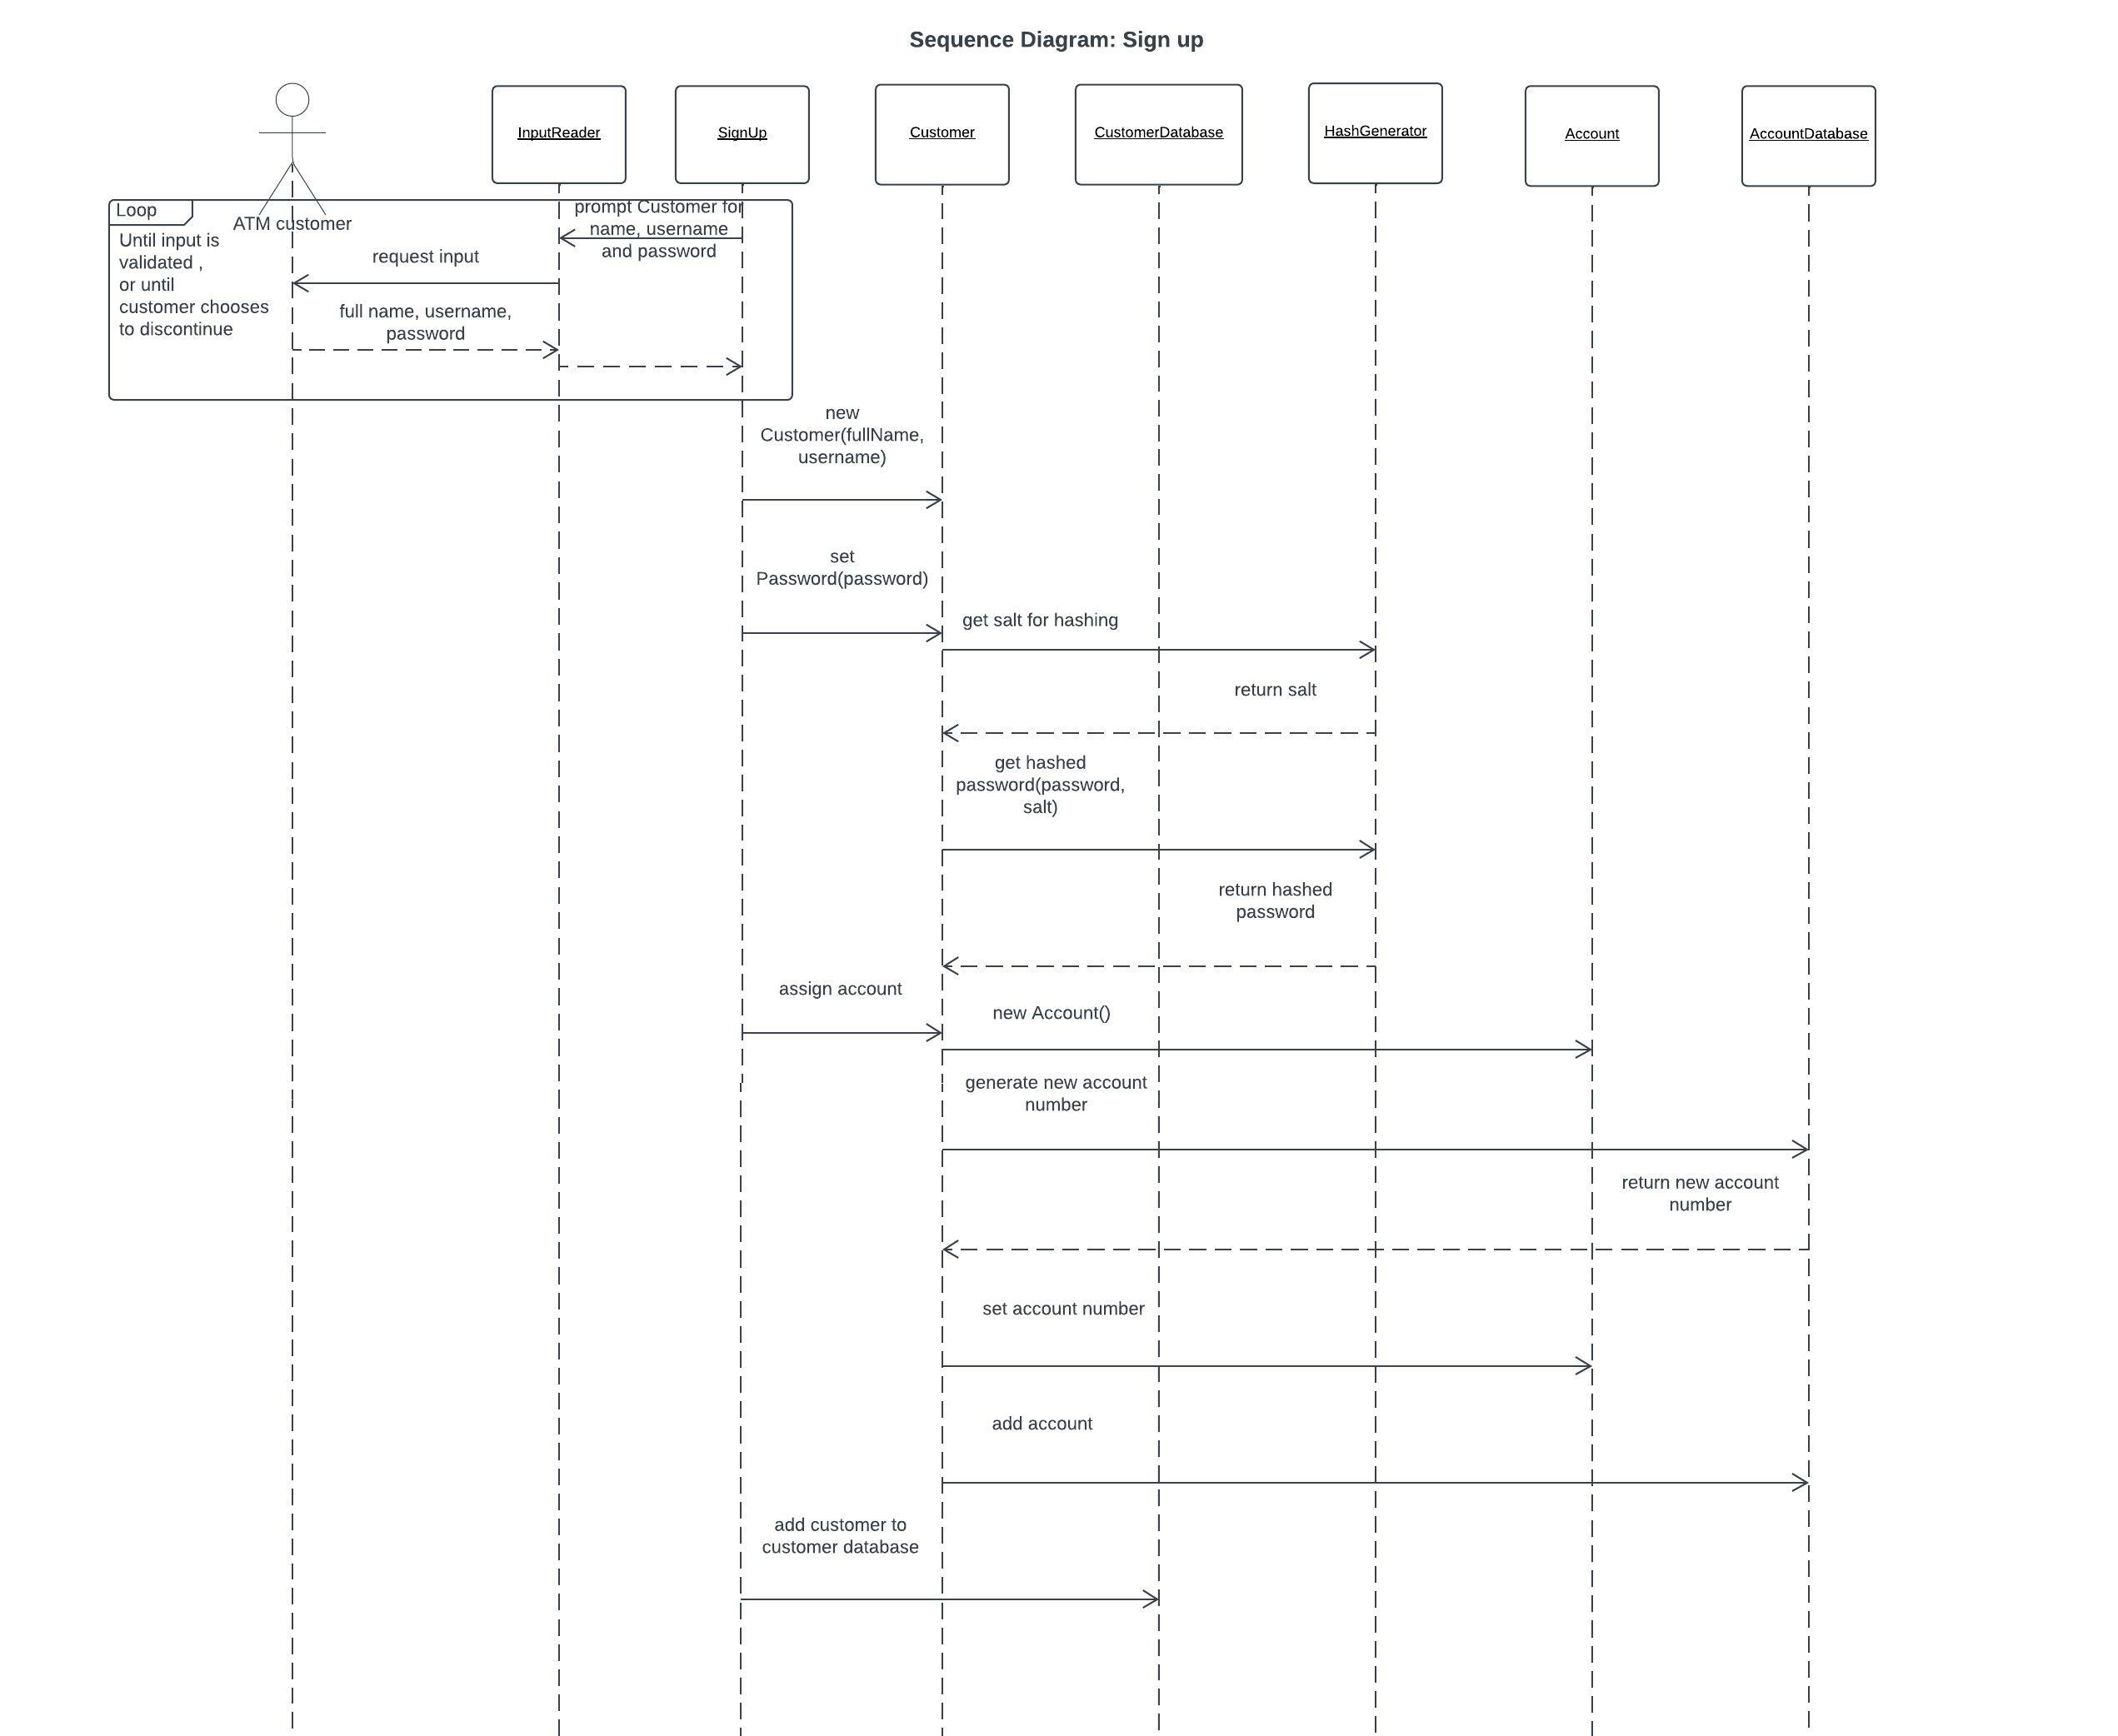 Sequence Diagram: Sign up
InputReader
SignUp
Customer
CustomerDatabase
HashGenerator
Account
AccountDatabase
Loop
ATM customer
Until input is
validated ,
or until
customer chooses
to discontinue
prompt Customer for
name, username
and password
request input
full name, username,
password
new
Customer(fullName,
username)
set
Password(password)
get salt for hashing
return salt
get hashed
password(password,
salt)
return hashed
password
assign account
new Account()
generate new account
number
return new account
number
set account number
add account
add customer to
customer database